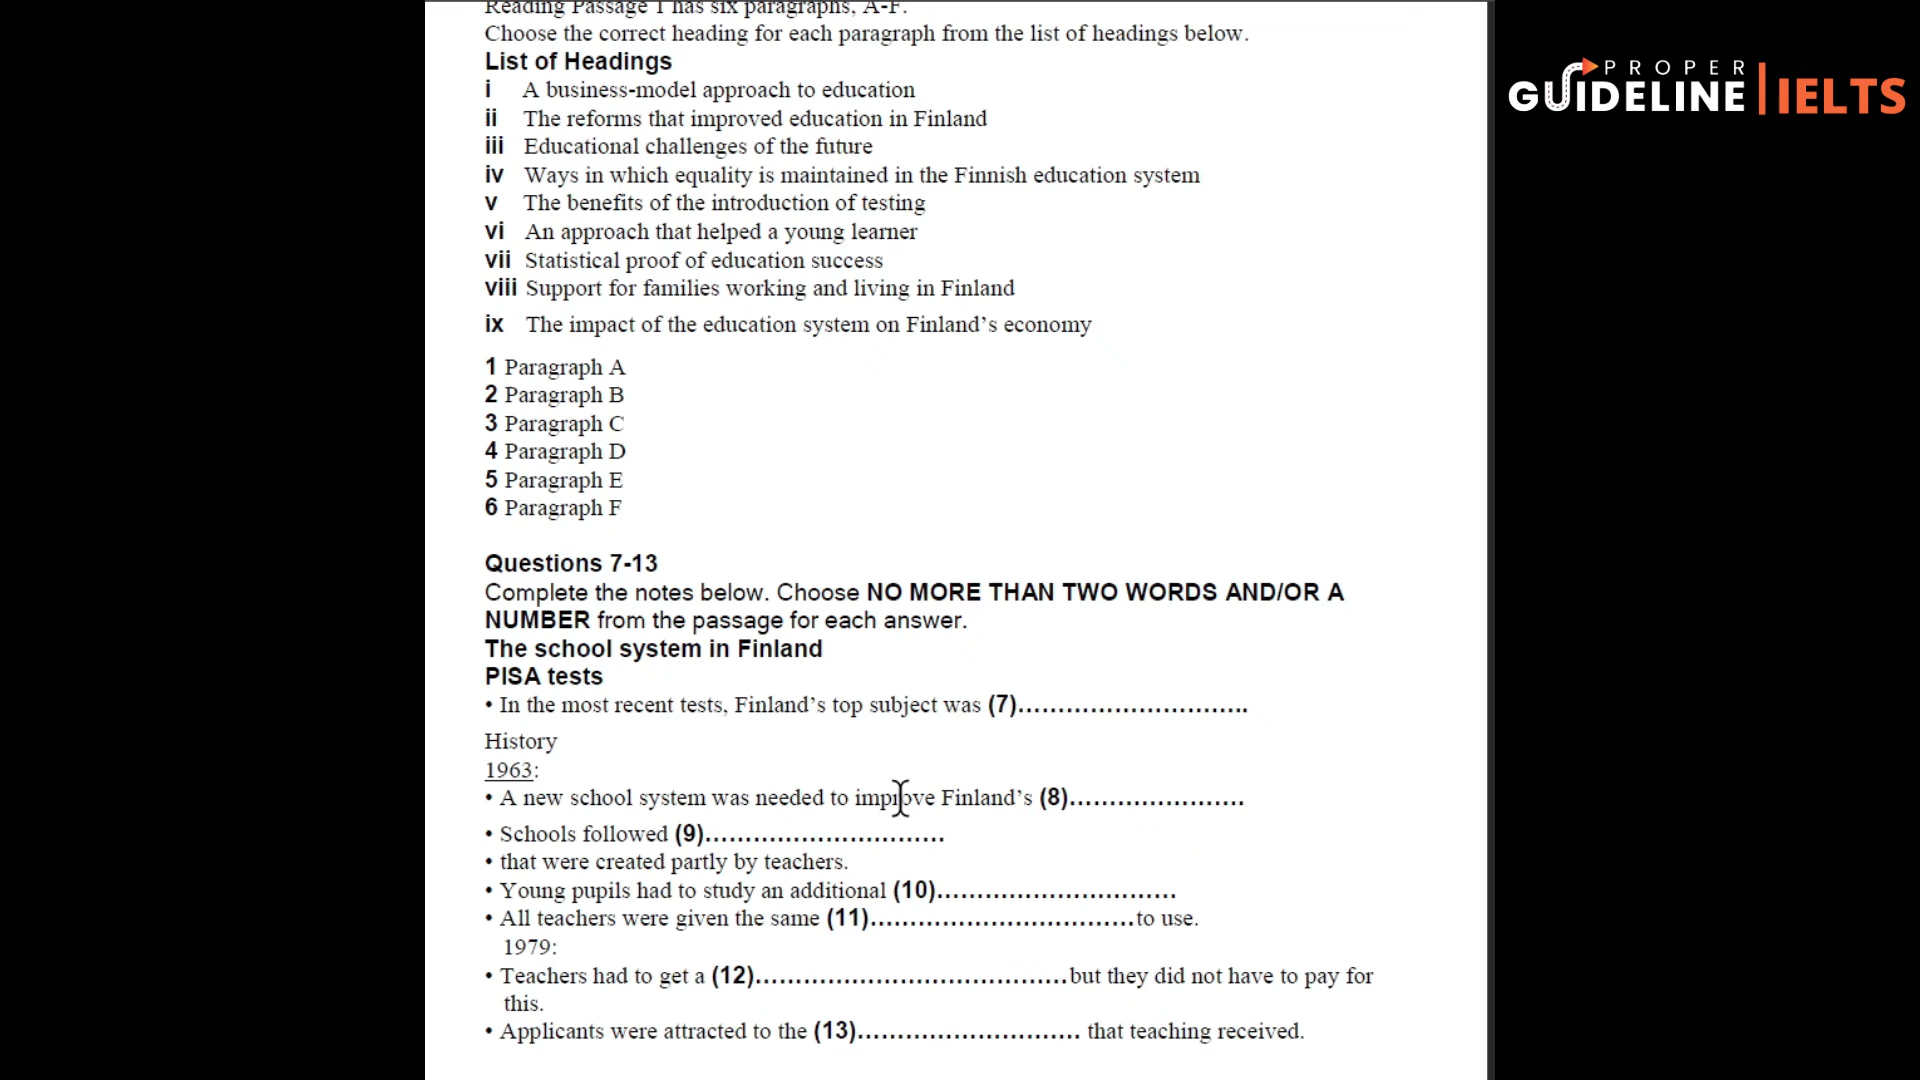 Reading Passage 1 has six paragraphs, A-F.
Choose the correct heading for each paragraph from the list of headings below.
List of Headings
i A business-model approach to education
ii The reforms that improved education in Finland
iii Educational challenges of the future
iv Ways in which equality is maintained in the Finnish education system
v The benefits of the introduction of testing
vi An approach that helped a young learner
vii Statistical proof of education success
viii Support for families working and living in Finland
ix The impact of the education system on Finland’s economy
1 Paragraph A
2 Paragraph B
3 Paragraph C
4 Paragraph D
5 Paragraph E
6 Paragraph F
Questions 7-13
Complete the notes below. Choose NO MORE THAN TWO WORDS AND/OR A
NUMBER from the passage for each answer.
The school system in Finland
PISA tests
• In the most recent tests, Finland’s top subject was (7)…………………………..
History
1963:
• A new school system was needed to improve Finland’s (8)………………….
• Schools followed (9)…………………………
• that were created partly by teachers.
• Young pupils had to study an additional (10)…………………………
• All teachers were given the same (11)……………………………to use.
1979:
• Teachers had to get a (12)…………………………………but they did not have to pay for
this.
• Applicants were attracted to the (13)……………………… that teaching received.
PROPER
GUIDELINE | IELTS